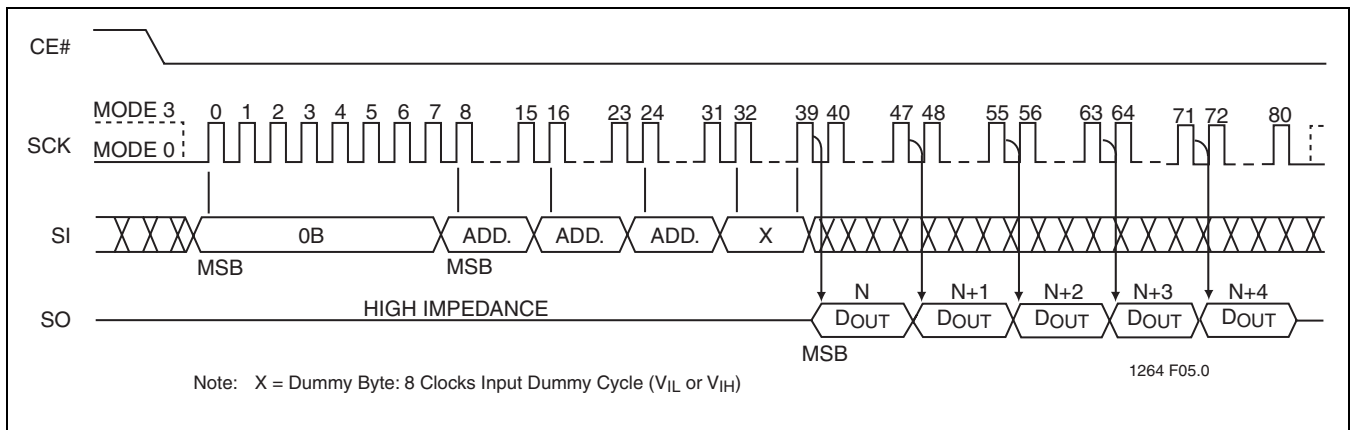 CE#
MODE 3 0 1 2 3 4 5 6 7 8 15 16 23 24 31 32 39 40 47 48 55 56 63 64 71 72 80
SCK MODE 0
SI 0B ADD. ADD. ADD. X
MSB MSB
N N+1 N+2 N+3 N+4
SO HIGH IMPEDANCE DOUT DOUT DOUT DOUT DOUT
MSB
1264 F05.0
Note: X = Dummy Byte: 8 Clocks Input Dummy Cycle (VIL or VIH)